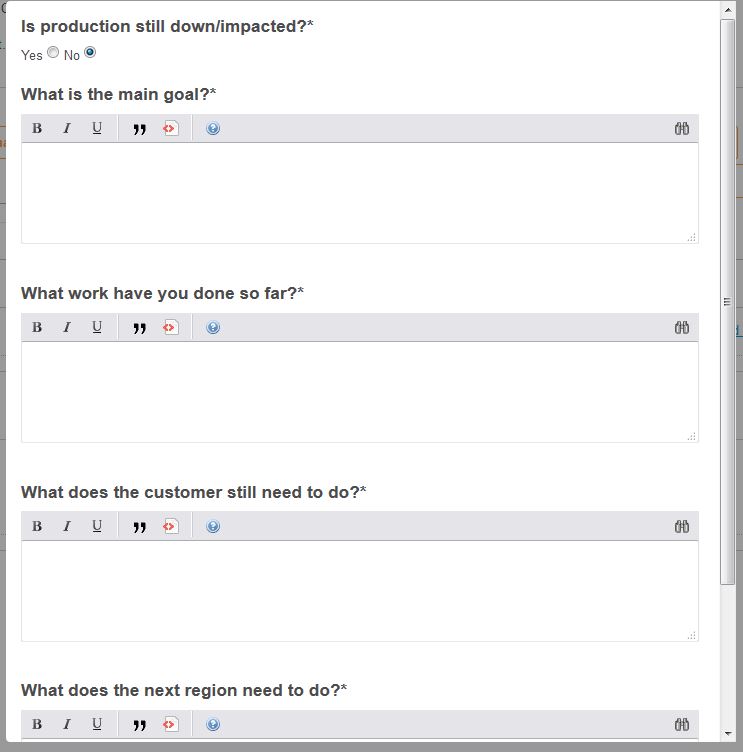 Is production still down/impacted?*
Yes No
What is the main goal?*
B I U
What work have you done so far?*
B I U
What does the customer still need to do?*
B I U
What does the next region need to do?*
B I U